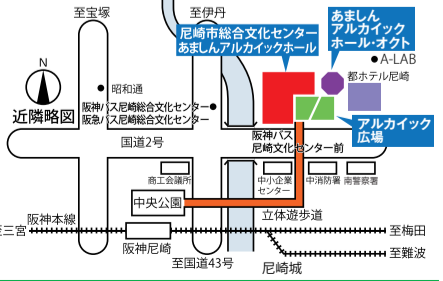 至宝塚
至伊丹
尼崎市総合文化センター
あましんアルカイックホール
あましん
アルカイック
ホール・オクト
N
近隣略図
昭和通
阪神バス尼崎総合文化センター
阪急バス尼崎総合文化センター
A-LAB
都ホテル尼崎
アルカイック
広場
国道2号
阪神バス
尼崎文化センター前
商工会議所
中小企業
センター
中消防署
南警察署
中央公園
立体遊歩道
阪神本線
至三宮
至梅田
阪神尼崎
至難波
至国道43号
尼崎城